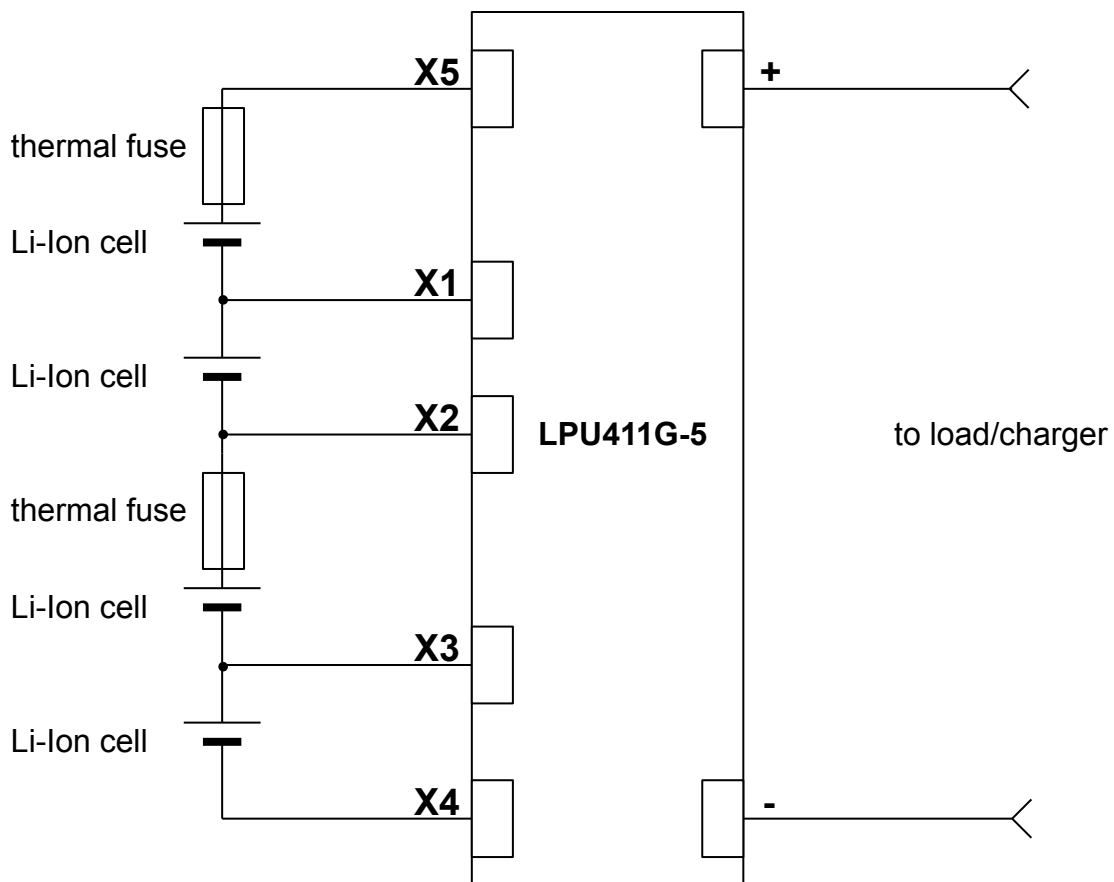 X5
+
thermal fuse
Li-Ion cell
X1
Li-Ion cell
X2
LPU411G-5
to load/charger
thermal fuse
Li-Ion cell
X3
Li-Ion cell
X4
-